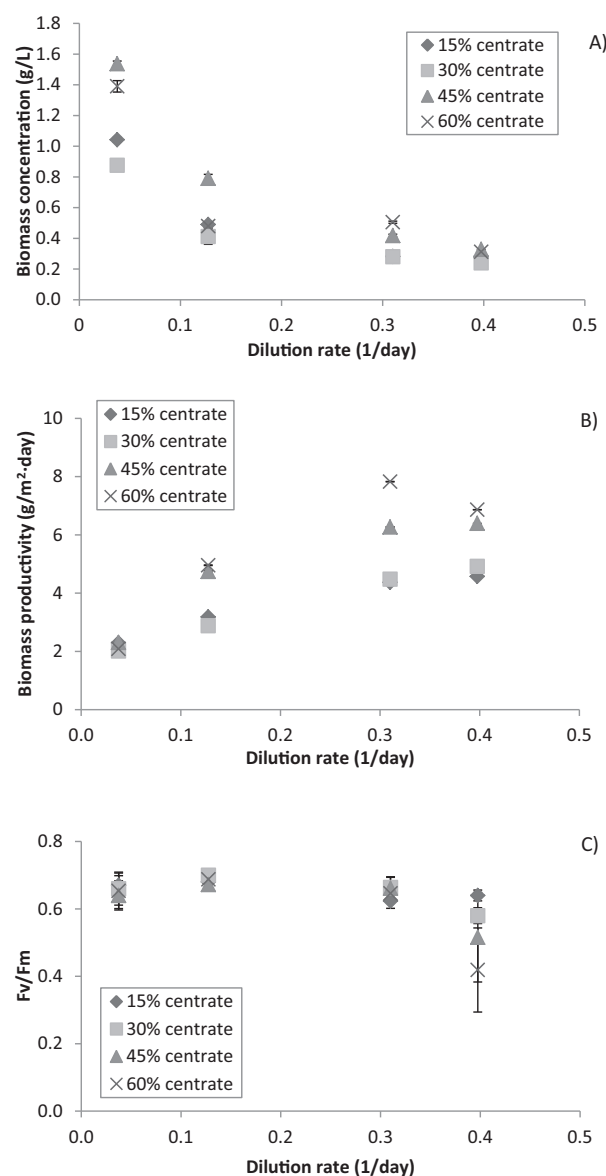 A)
1.8
1.6
1.4
1.2
1.0
0.8
0.6
0.4
0.2
0.0
Biomass concentration (g/L)
15% centrate
30% centrate
45% centrate
60% centrate
0 0.1 0.2 0.3 0.4 0.5
Dilution rate (1/day)
B)
10
8
6
4
2
0
Biomass productivity (g/m²·day)
15% centrate
30% centrate
45% centrate
60% centrate
0.0 0.1 0.2 0.3 0.4 0.5
Dilution rate (1/day)
C)
0.8
0.6
0.4
0.2
0.0
Fv/Fm
15% centrate
30% centrate
45% centrate
60% centrate
0.0 0.1 0.2 0.3 0.4 0.5
Dilution rate (1/day)